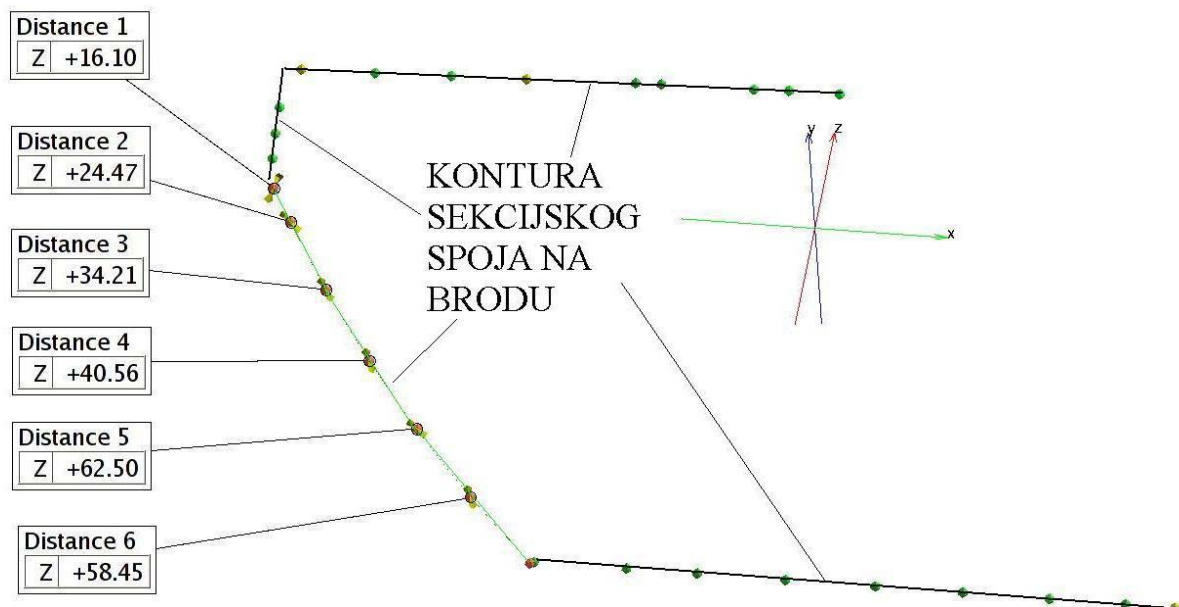 Distance 1
Z +16.10
Distance 2
Z +24.47
Distance 3
Z +34.21
Distance 4
Z +40.56
Distance 5
Z +62.50
Distance 6
Z +58.45
KONTURA
SEKCIJSKOG
SPOJA NA
BRODU
y z
x